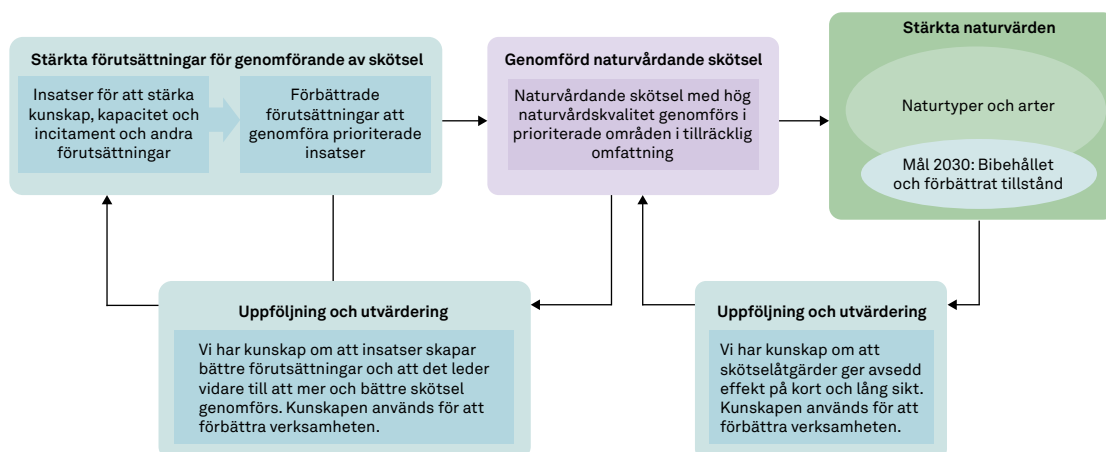 Stärkta förutsättningar för genomförande av skötsel
Insatser för att stärka
kunskap, kapacitet och
incitament och andra
förutsättningar
Förbättrade
förutsättningar att
genomföra prioriterade
insatser
Genomförd naturvårdande skötsel
Naturvårdande skötsel med hög
naturvårdskvalitet genomförs i
prioriterade områden i tillräcklig
omfattning
Stärkta naturvärden
Naturtyper och arter
Mål 2030: Bibehållet
och förbättrat tillstånd
Uppföljning och utvärdering
Vi har kunskap om att insatser skapar
bättre förutsättningar och att det leder
vidare till att mer och bättre skötsel
genomförs. Kunskapen används för att
förbättra verksamheten.
Uppföljning och utvärdering
Vi har kunskap om att
skötselåtgärder ger avsedd
effekt på kort och lång sikt.
Kunskapen används för att
förbättra verksamheten.